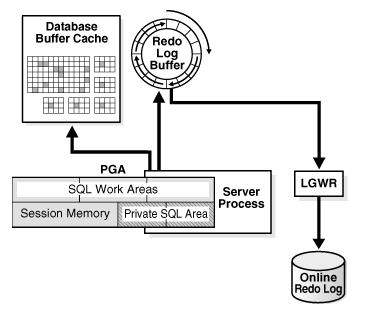 Database
Buffer Cache
Redo
Log
Buffer
PGA
SQL Work Areas
Session Memory
Private SQL Area
Server
Process
LGWR
Online
Redo Log